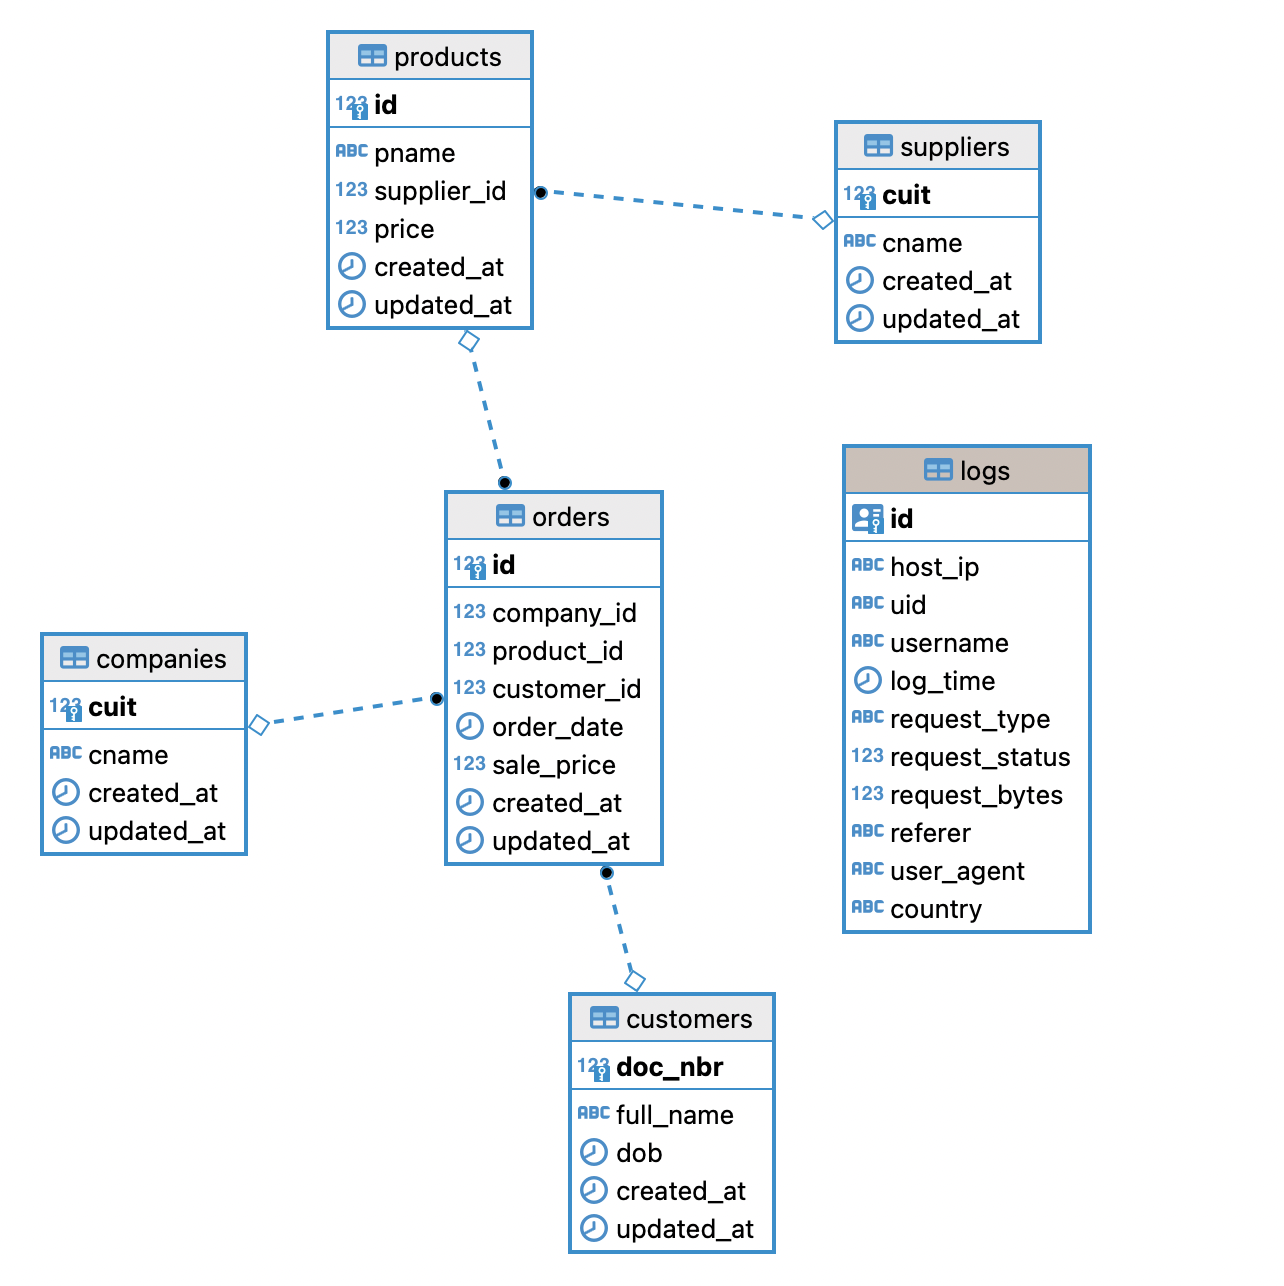 products
123 id
ABC pname
123 supplier_id
123 price
created_at
updated_at
suppliers
123 cuit
ABC cname
created_at
updated_at
logs
id
ABC host_ip
ABC uid
ABC username
log_time
ABC request_type
123 request_status
123 request_bytes
ABC referer
ABC user_agent
ABC country
orders
123 id
123 company_id
123 product_id
123 customer_id
order_date
123 sale_price
created_at
updated_at
companies
123 cuit
ABC cname
created_at
updated_at
customers
123 doc_nbr
ABC full_name
dob
created_at
updated_at